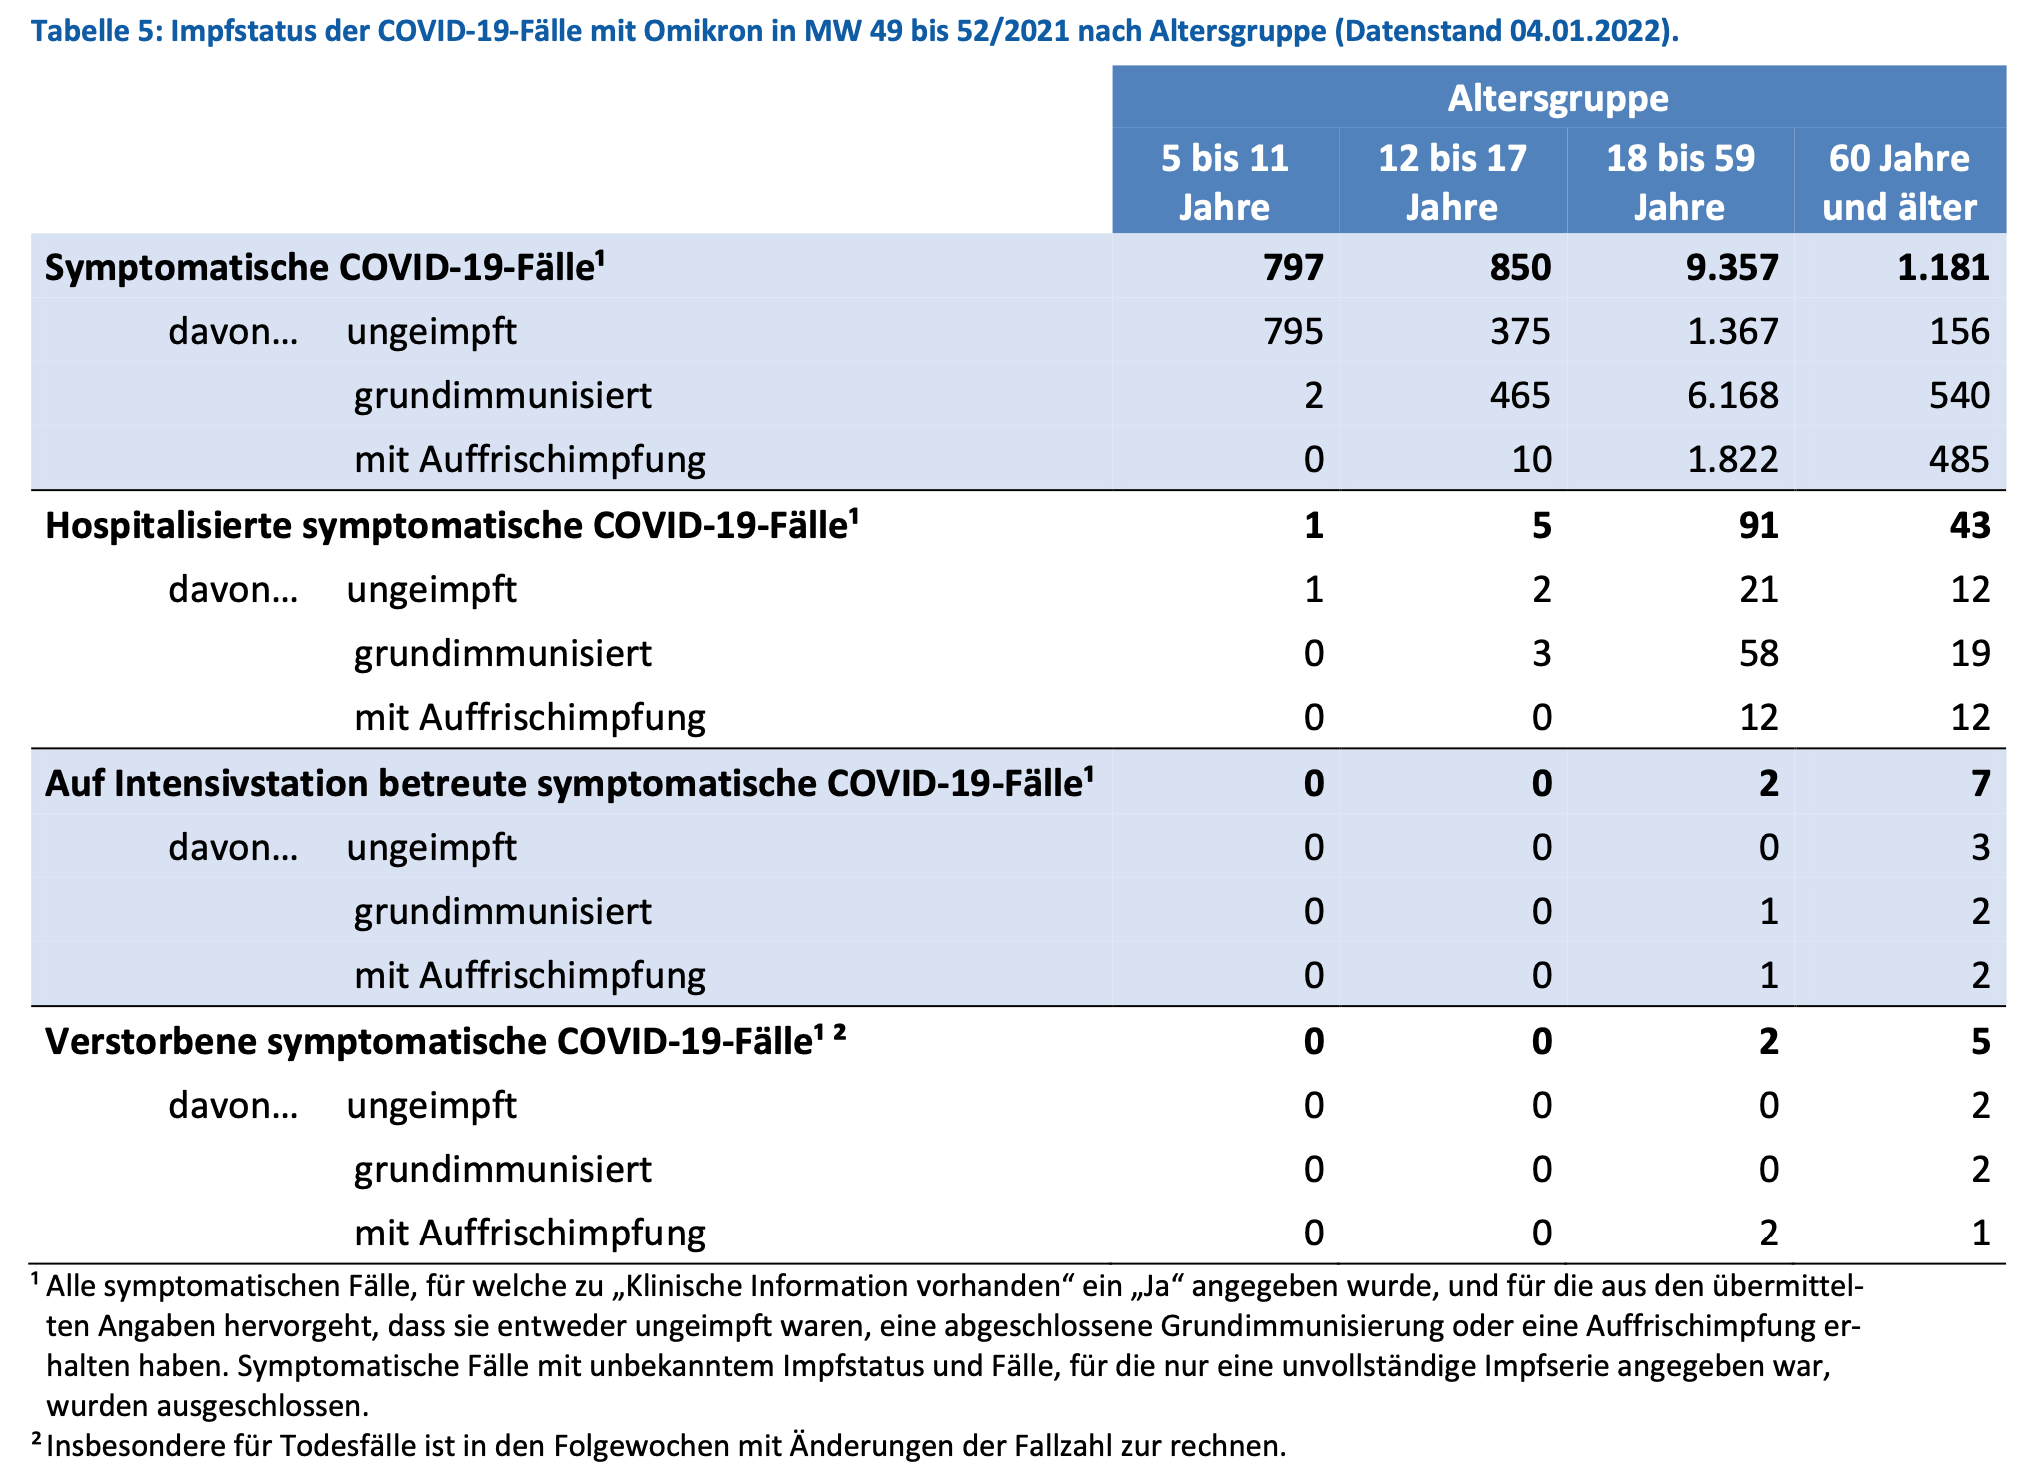 Tabelle 5: Impfstatus der COVID-19-Fälle mit Omikron in MW 49 bis 52/2021 nach Altersgruppe (Datenstand 04.01.2022).
Altersgruppe
5 bis 11 Jahre 12 bis 17 Jahre 18 bis 59 Jahre 60 Jahre und älter
Symptomatische COVID-19-Fälle¹ 797 850 9.357 1.181
davon... ungeimpft 795 375 1.367 156
grundimmunisiert 2 465 6.168 540
mit Auffrischimpfung 0 10 1.822 485
Hospitalisierte symptomatische COVID-19-Fälle¹ 1 5 91 43
davon... ungeimpft 1 2 21 12
grundimmunisiert 0 3 58 19
mit Auffrischimpfung 0 0 12 12
Auf Intensivstation betreute symptomatische COVID-19-Fälle¹ 0 0 2 7
davon... ungeimpft 0 0 0 3
grundimmunisiert 0 0 1 2
mit Auffrischimpfung 0 0 1 2
Verstorbene symptomatische COVID-19-Fälle¹ ² 0 0 2 5
davon... ungeimpft 0 0 0 2
grundimmunisiert 0 0 0 2
mit Auffrischimpfung 0 0 2 1
¹ Alle symptomatischen Fälle, für welche zu „Klinische Information vorhanden“ ein „Ja“ angegeben wurde, und für die aus den übermittel-
ten Angaben hervorgeht, dass sie entweder ungeimpft waren, eine abgeschlossene Grundimmunisierung oder eine Auffrischimpfung er-
halten haben. Symptomatische Fälle mit unbekanntem Impfstatus und Fälle, für die nur eine unvollständige Impfserie angegeben war,
wurden ausgeschlossen.
² Insbesondere für Todesfälle ist in den Folgewochen mit Änderungen der Fallzahl zur rechnen.